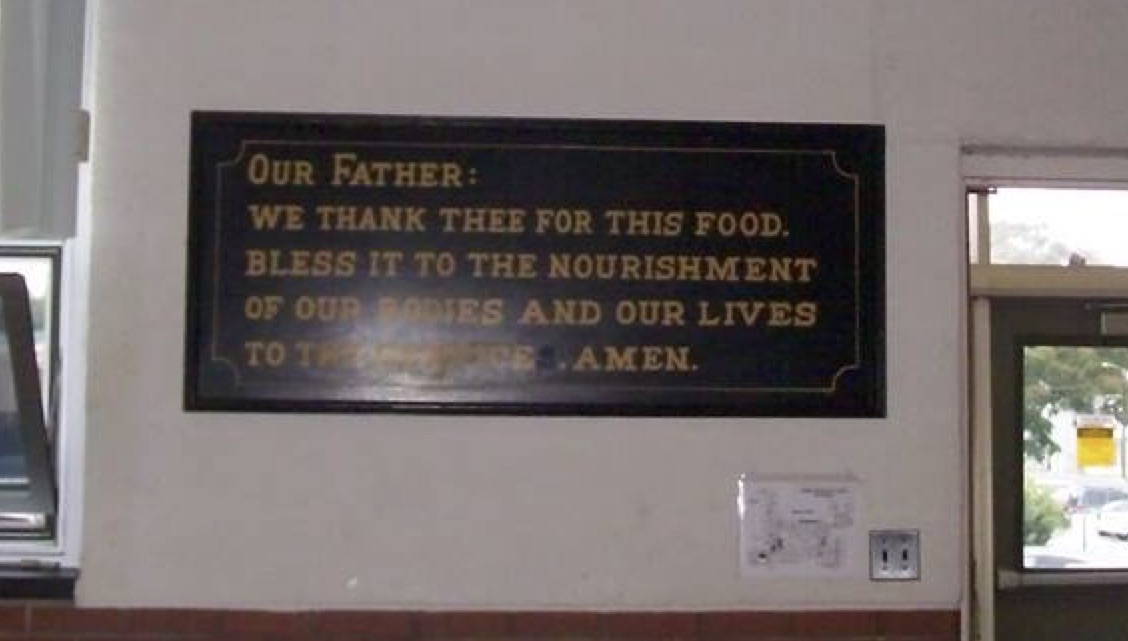 OUR FATHER:
WE THANK THEE FOR THIS FOOD.
BLESS IT TO THE NOURISHMENT
OF OUR BODIES AND OUR LIVES
TO . AMEN.